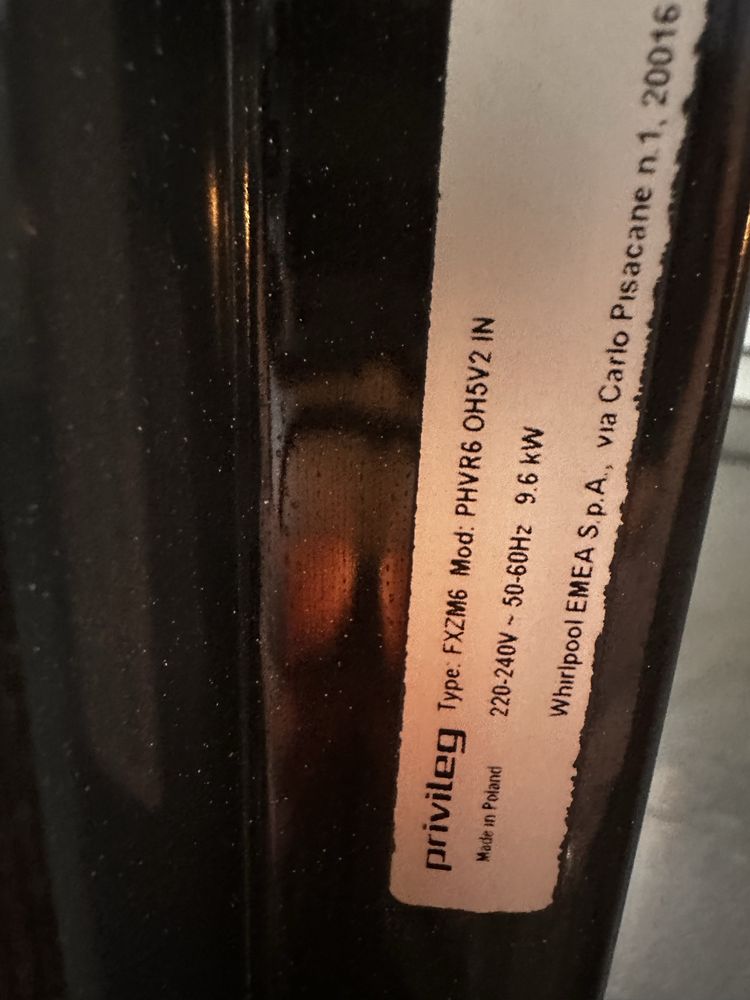 privileg Type: FXZM6 Mod: PHVR6 OH5V2 IN
Made in Poland 220-240V ~ 50-60Hz 9.6 kW
Whirlpool EMEA S.p.A., via Carlo Pisacane n.1, 20016